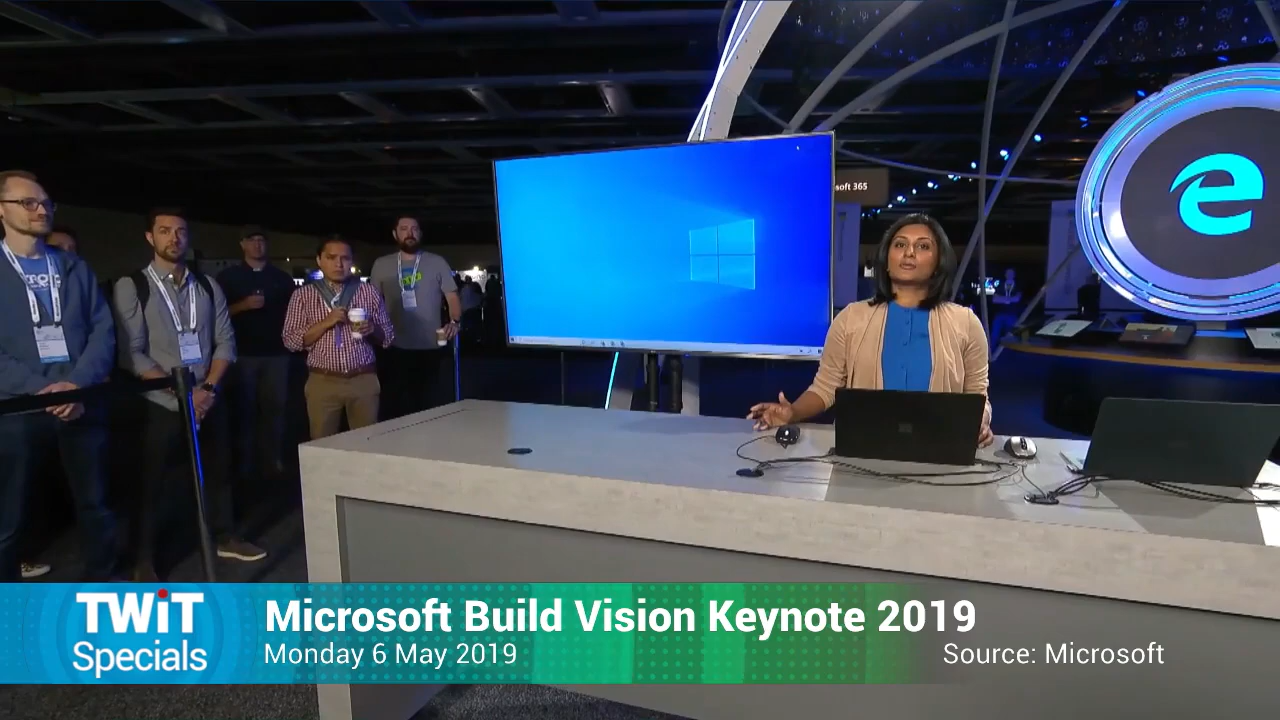 soft 365
TWiT
Specials
Microsoft Build Vision Keynote 2019
Monday 6 May 2019
Source: Microsoft